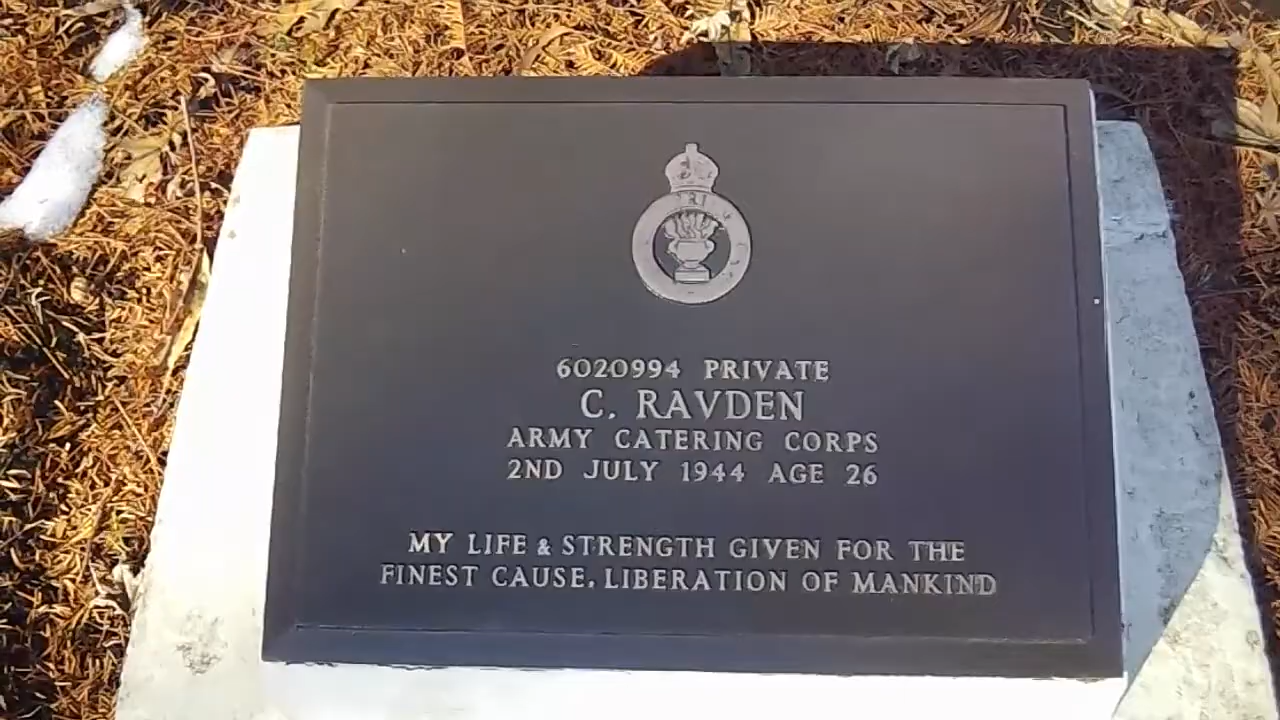 6020994 PRIVATE
C. RAVDEN
ARMY CATERING CORPS
2ND JULY 1944 AGE 26
MY LIFE & STRENGTH GIVEN FOR THE
FINEST CAUSE. LIBERATION OF MANKIND